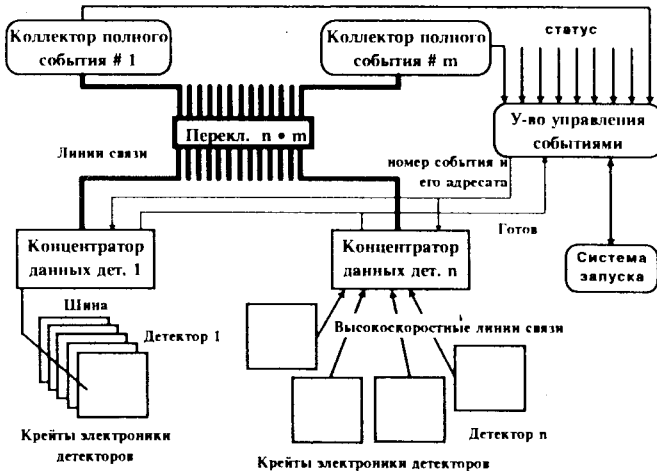 Коллектор полного
события # 1
Коллектор полного
события # m
статус
Перекл. n • m
У-во управления
событиями
Линии связи
номер события и
его адресата
Готов
Концентратор
данных дет. 1
Концентратор
данных дет. n
Система
запуска
Шина
Детектор 1
Высокоскоростные линии связи
Детектор n
Крейты электроники
детекторов
Крейты электроники детекторов